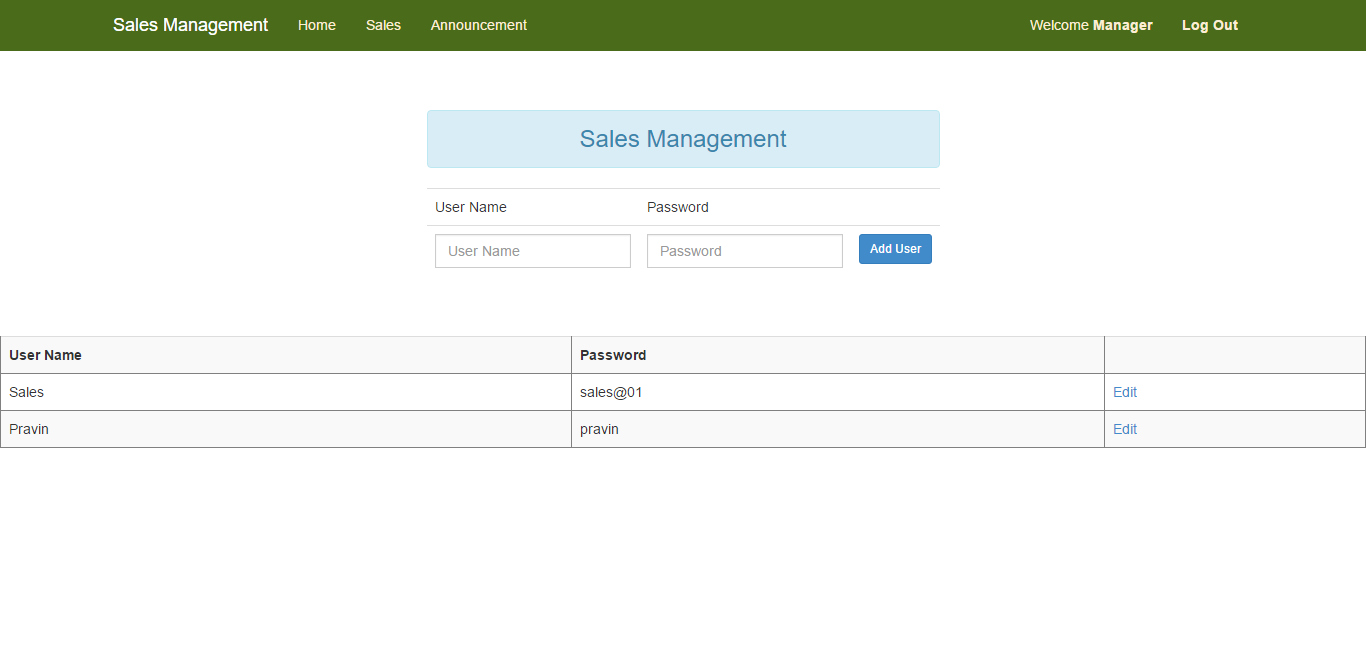 Sales Management Home Sales Announcement Welcome Manager Log Out
Sales Management
User Name Password
User Name Password Add User
User Name Password
Sales sales@01 Edit
Pravin pravin Edit